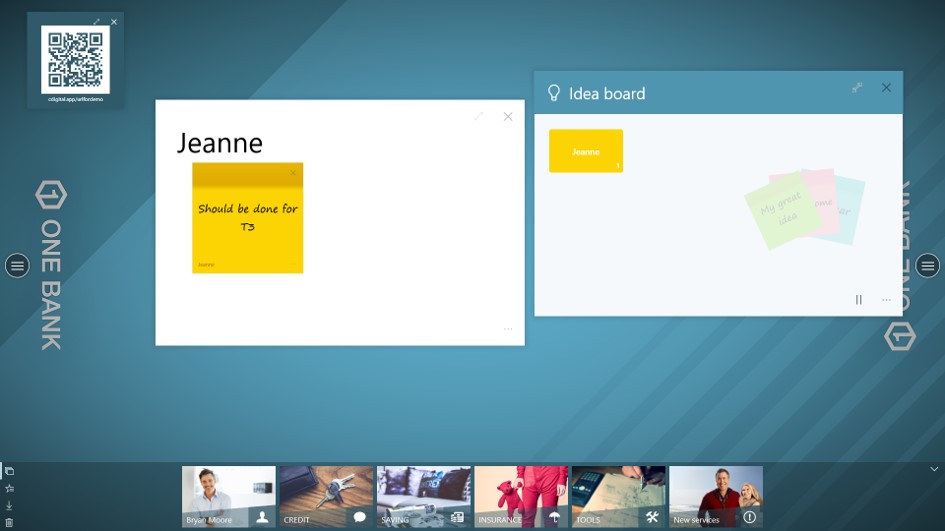 cdigital.app/artfordemo
ONE BANK
Jeanne
Should be done for
T3
Jeanne
Idea board
Jeanne
1
My great
idea
ONE BANK
Bryan Moore
CREDIT
SAVING
INSURANCE
TOOLS
New services